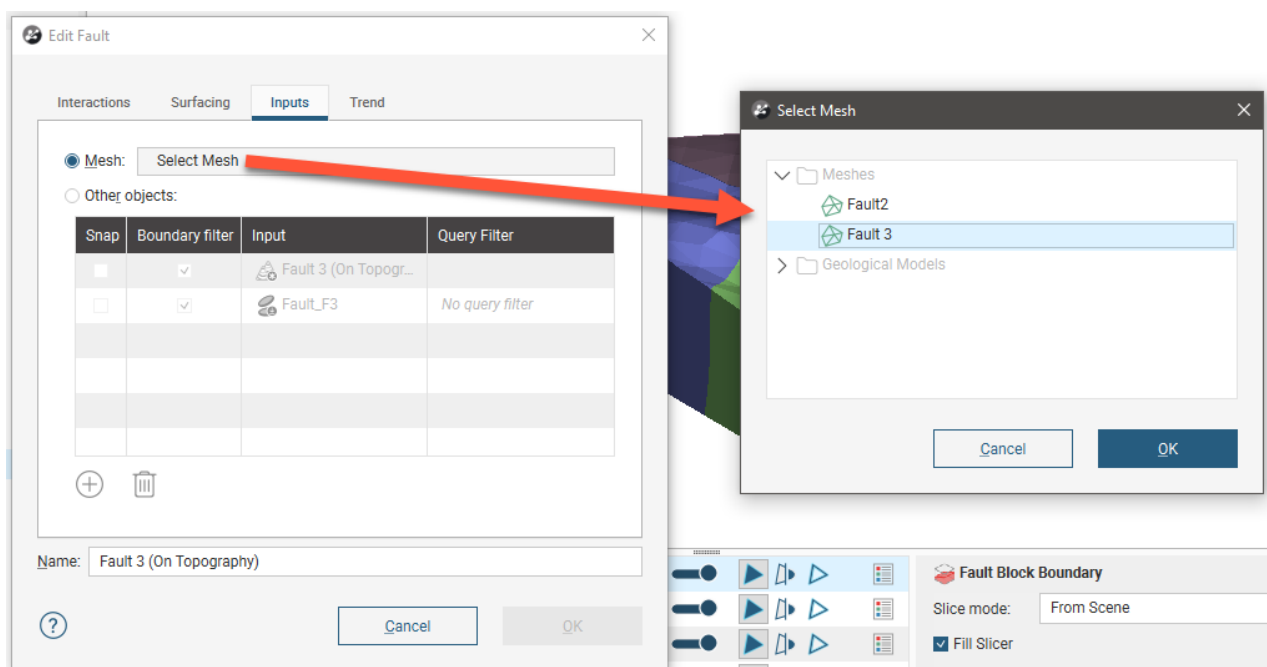 Edit Fault
Interactions Surfacing Inputs Trend
Mesh: Select Mesh
Other objects:
Snap Boundary filter Input Query Filter
Fault 3 (On Topogr...
Fault_F3 No query filter
Name: Fault 3 (On Topography)
Cancel OK
Select Mesh
Meshes
Fault2
Fault 3
Geological Models
Cancel OK
Fault Block Boundary
Slice mode: From Scene
Fill Slicer